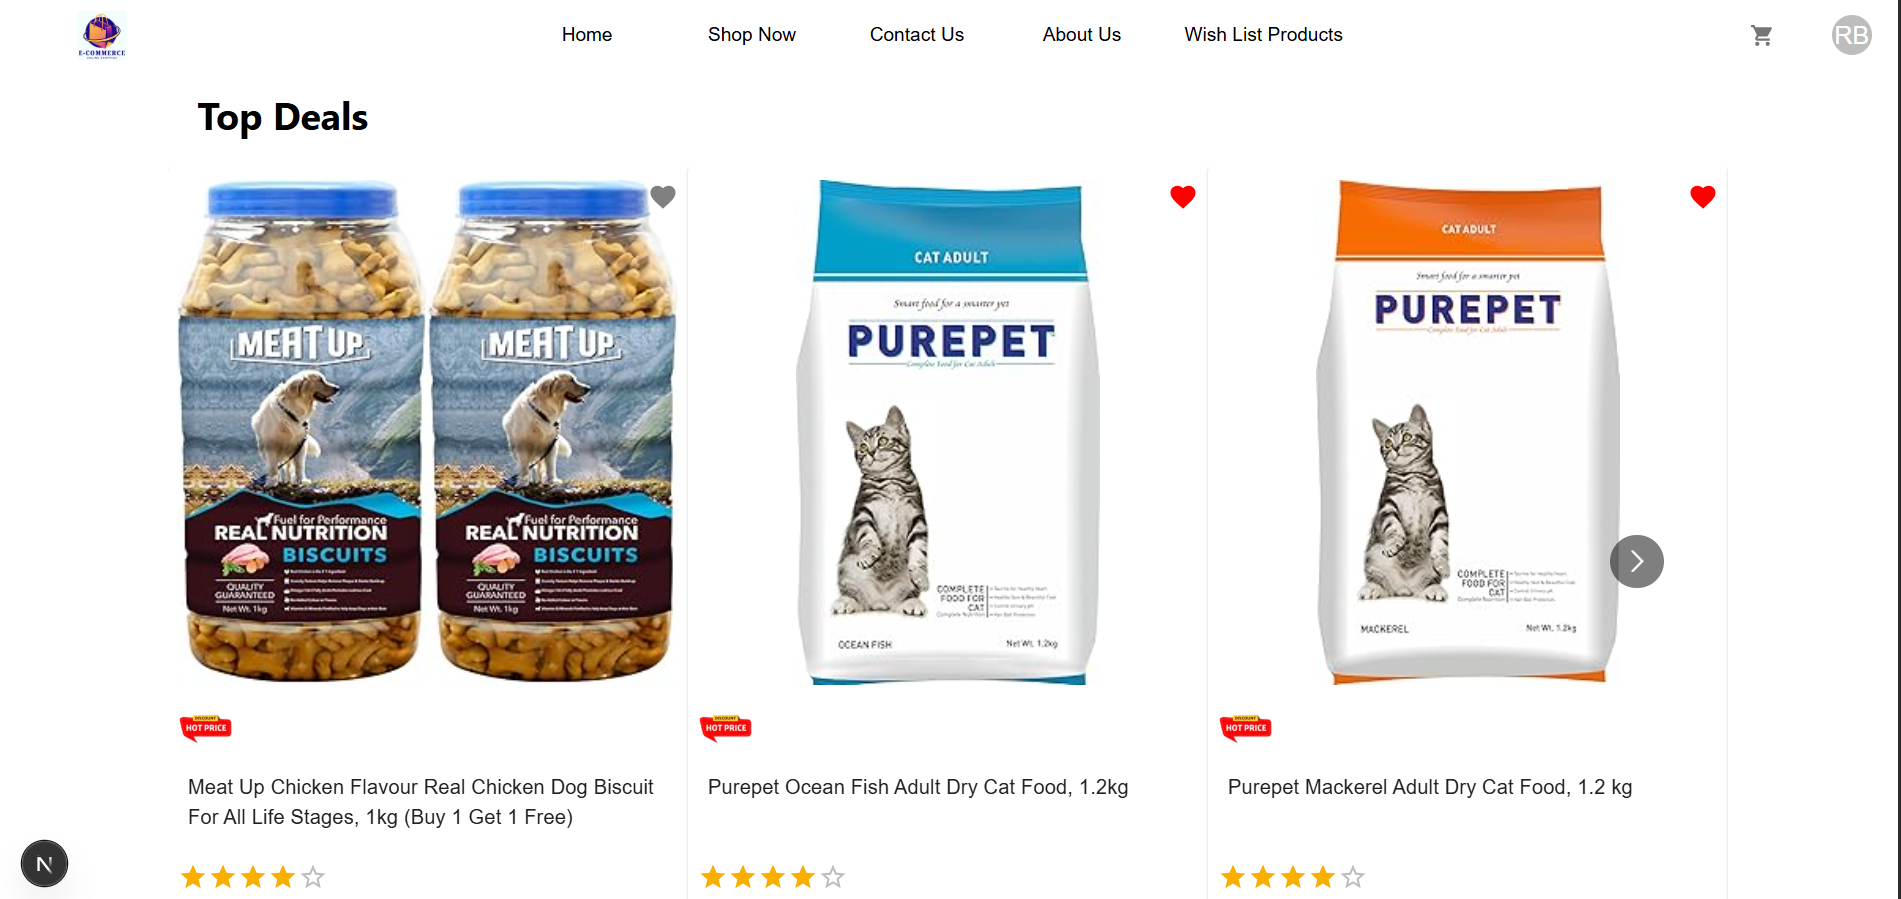 E-COMMERCE
Home
Shop Now
Contact Us
About Us
Wish List Products
RB
Top Deals
MEAT UP
Fuel for Performance
REAL NUTRITION
BISCUITS
QUALITY
GUARANTEED
Net Wt. 1kg
MEAT UP
Fuel for Performance
REAL NUTRITION
BISCUITS
QUALITY
GUARANTEED
Net Wt. 1kg
CAT ADULT
Smart food for a smarter pet
PUREPET
Complete Food for Cat Adult
COMPLETE
FOOD FOR
CAT
Complete Nutrition
OCEAN FISH
Net Wt. 1.2kg
CAT ADULT
Smart food for a smarter pet
PUREPET
Complete Food for Cat Adult
COMPLETE
FOOD FOR
CAT
Complete Nutrition
MACKEREL
Net Wt. 1.2kg
DISCOUNT
HOT PRICE
DISCOUNT
HOT PRICE
DISCOUNT
HOT PRICE
Meat Up Chicken Flavour Real Chicken Dog Biscuit
For All Life Stages, 1kg (Buy 1 Get 1 Free)
Purepet Ocean Fish Adult Dry Cat Food, 1.2kg
Purepet Mackerel Adult Dry Cat Food, 1.2 kg
N